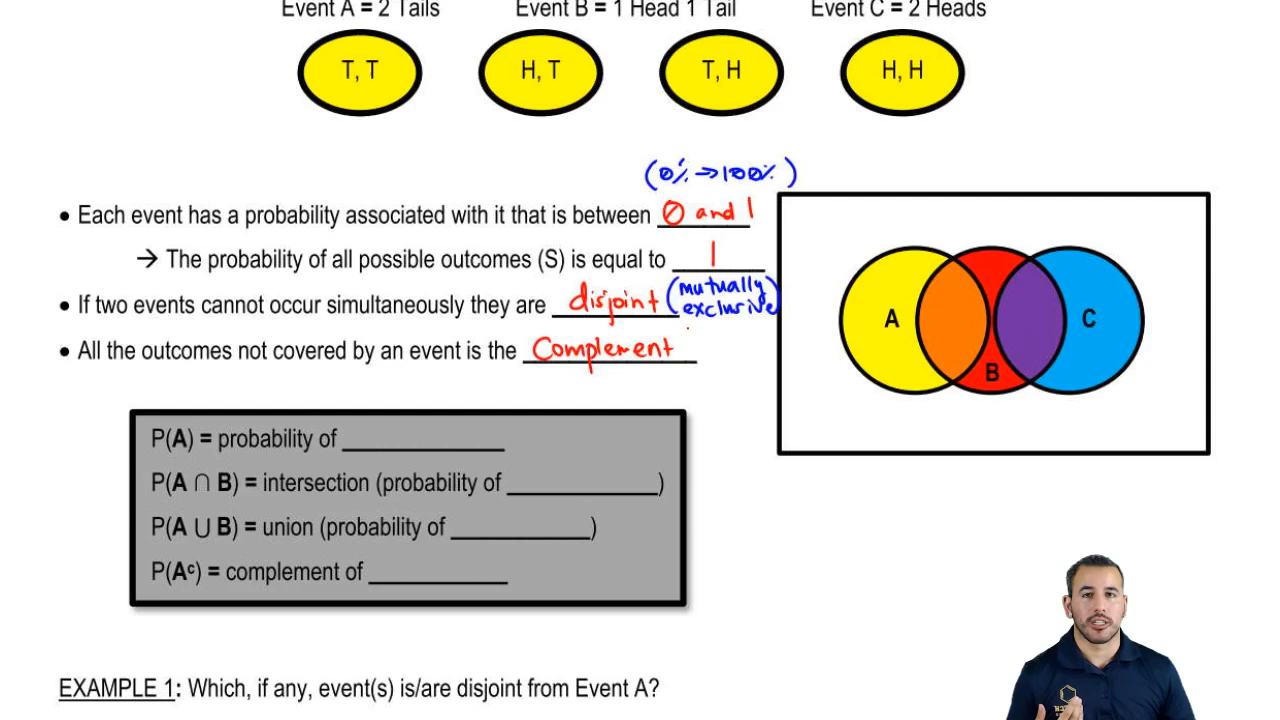 Event A = 2 Tails Event B = 1 Head 1 Tail Event C = 2 Heads
T, T H, T T, H H, H
(0% → 100%)
• Each event has a probability associated with it that is between 0 and 1
→ The probability of all possible outcomes (S) is equal to 1
• If two events cannot occur simultaneously they are disjoint (mutually exclusive)
• All the outcomes not covered by an event is the Complement
A B C
P(A) = probability of ____________
P(A ∩ B) = intersection (probability of ___________)
P(A ∪ B) = union (probability of __________)
P(Aᶜ) = complement of __________
EXAMPLE 1: Which, if any, event(s) is/are disjoint from Event A?